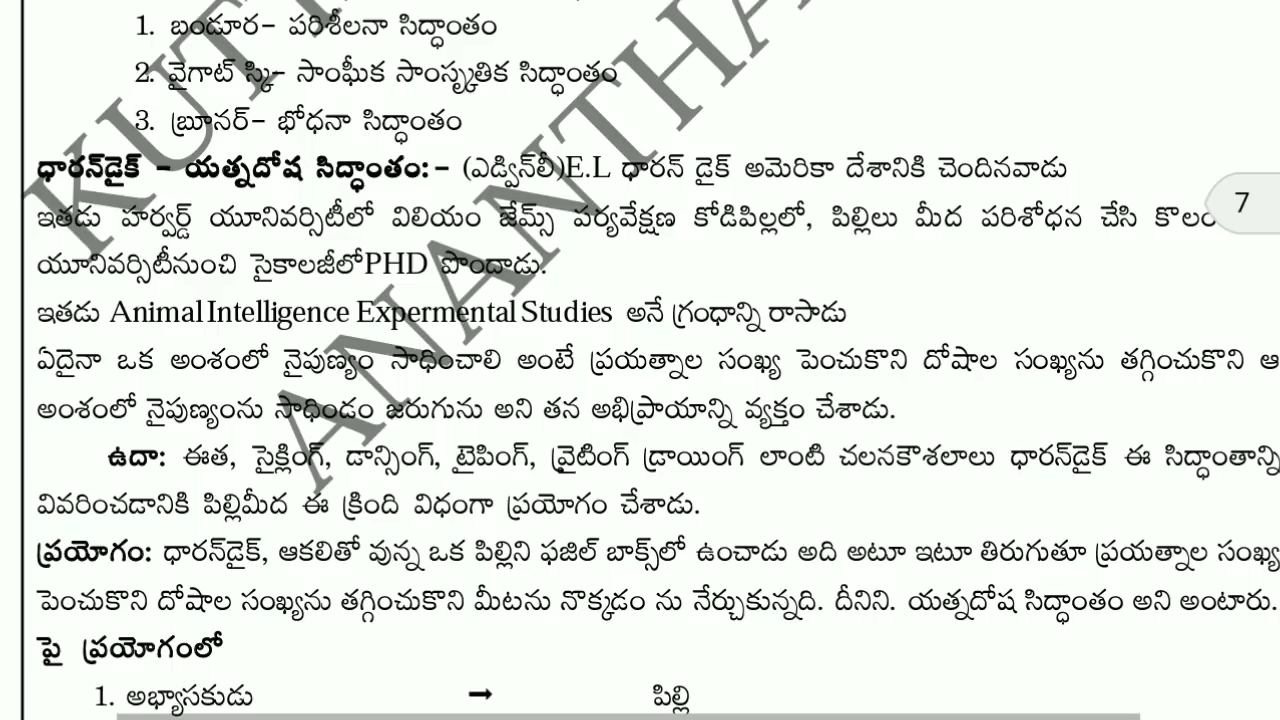 1. బండూర- పరిశీలనా సిద్ధాంతం
2. వైగాట్ స్కి- సాంఘీక సాంస్కృతిక సిద్ధాంతం
3. బ్రూనర్- భోధనా సిద్ధాంతం
థారన్‌డైక్ - యత్నదోష సిద్ధాంతం:- (ఎడ్విన్‌లీ)E.L థారన్ డైక్ అమెరికా దేశానికి చెందినవాడు
ఇతడు హర్వర్డ్ యూనివర్సిటీలో విలియం జేమ్స్ పర్యవేక్షణ కోడిపిల్లలో, పిల్లిలు మీద పరిశోధన చేసి
7
యూనివర్సిటీనుంచి సైకాలజీలోPHD పొందాడు.
ఇతడు Animal Intelligence Expermental Studies అనే గ్రంథాన్ని రాసాడు
ఏదైనా ఒక అంశంలో నైపుణ్యం సాధించాలి అంటే ప్రయత్నాల సంఖ్య పెంచుకొని దోషాల సంఖ్యను తగ్గించుకొని ఆ
అంశంలో నైపుణ్యంను సాధిండం జరుగును అని తన అభిప్రాయాన్ని వ్యక్తం చేశాడు.
ఉదా: ఈత, సైక్లింగ్, డాన్సింగ్, టైపింగ్, వ్రైటింగ్ డ్రాయింగ్ లాంటి చలనకౌశలాలు థారన్‌డైక్ ఈ సిద్ధాంతాన్ని
వివరించడానికి పిల్లిమీద ఈ క్రింది విధంగా ప్రయోగం చేశాడు.
ప్రయోగం: థారన్‌డైక్, ఆకలితో వున్న ఒక పిల్లిని ఫజిల్ బాక్స్‌లో ఉంచాడు అది అటూ ఇటూ తిరుగుతూ ప్రయత్నాల సంఖ్య
పెంచుకొని దోషాల సంఖ్యను తగ్గించుకొని మీటను నొక్కడం ను నేర్చుకున్నది. దీనిని. యత్నదోష సిద్ధాంతం అని అంటారు.
పై ప్రయోగంలో
1. అభ్యాసకుడు → పిల్లి